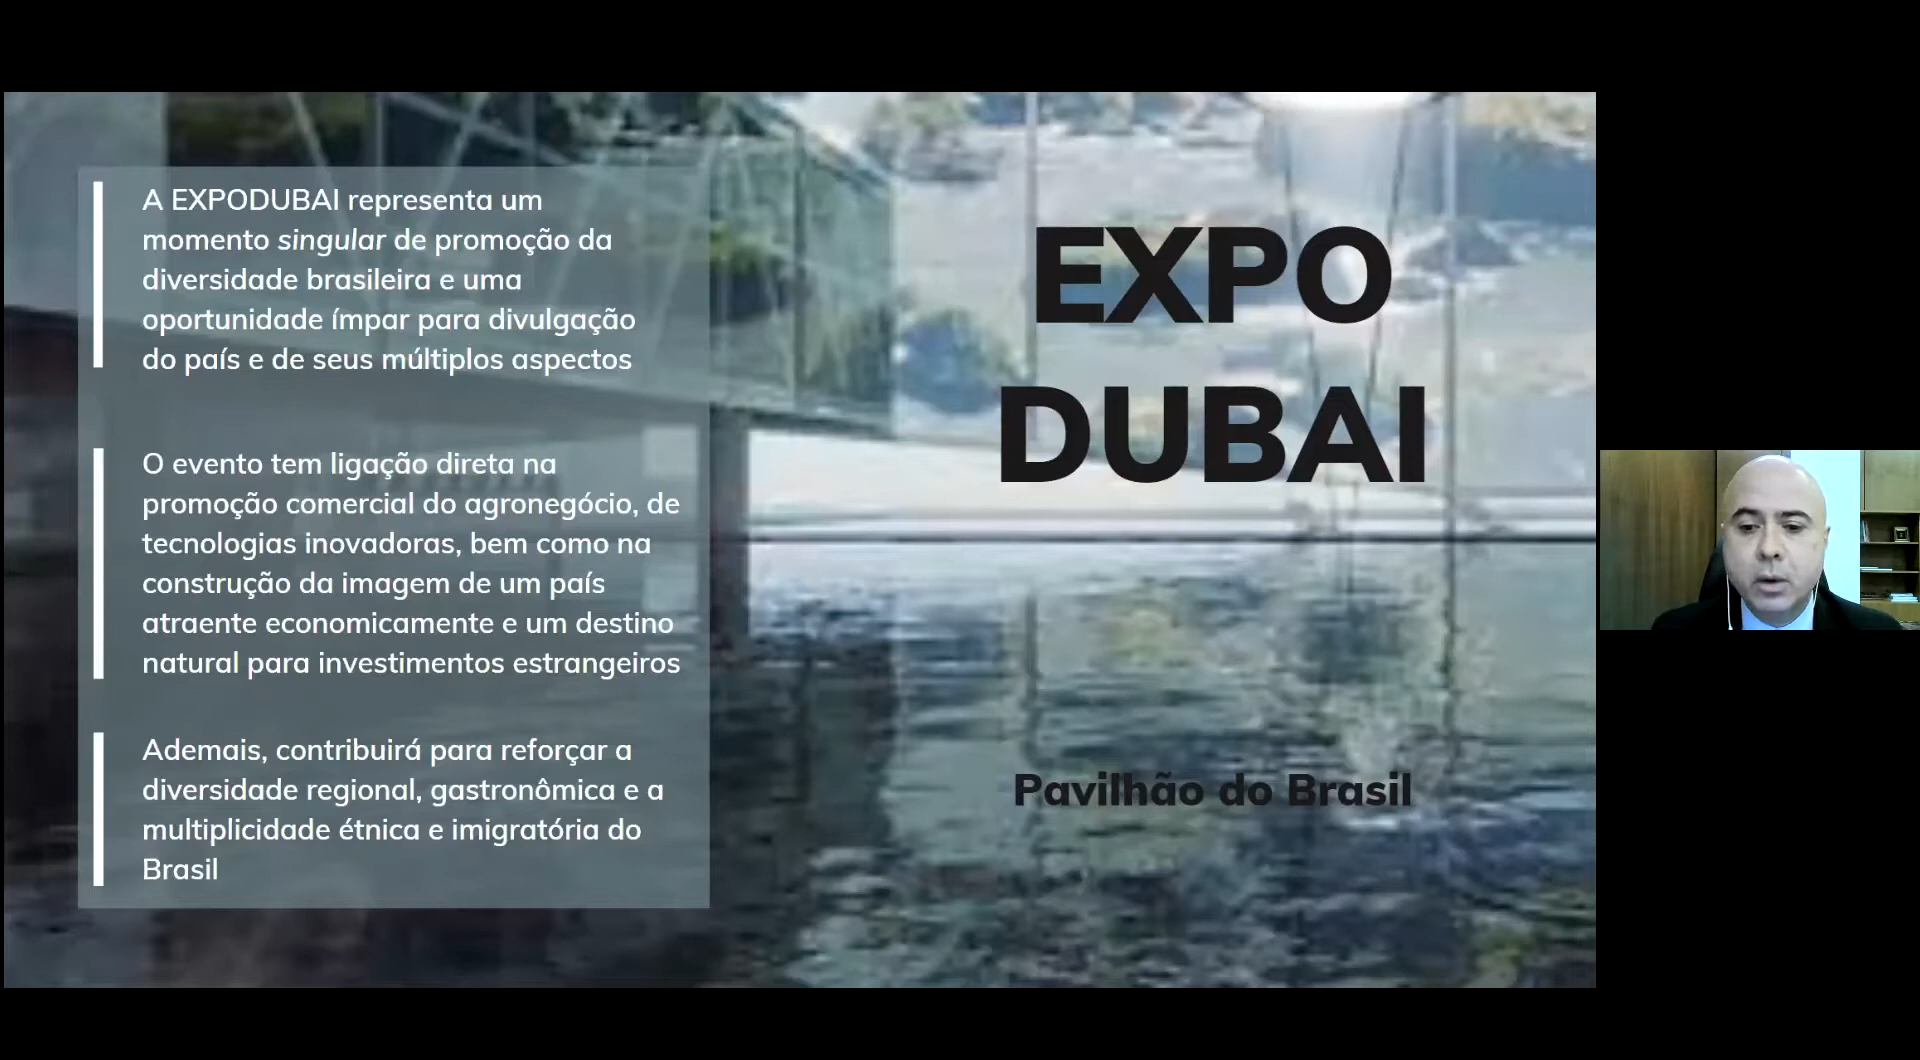 A EXPODUBAI representa um
momento singular de promoção da
diversidade brasileira e uma
oportunidade ímpar para divulgação
do país e de seus múltiplos aspectos
O evento tem ligação direta na
promoção comercial do agronegócio, de
tecnologias inovadoras, bem como na
construção da imagem de um país
atraente economicamente e um destino
natural para investimentos estrangeiros
Ademais, contribuirá para reforçar a
diversidade regional, gastronômica e a
multiplicidade étnica e imigratória do
Brasil
EXPO
DUBAI
Pavilhão do Brasil